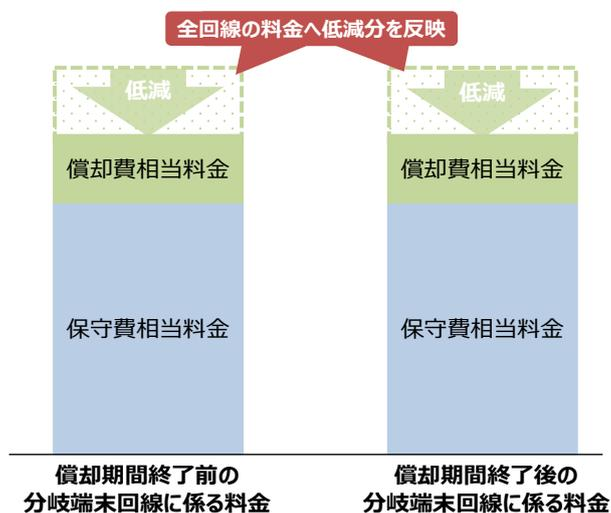 全回線の料金へ低減分を反映
低減
低減
償却費相当料金
償却費相当料金
保守費相当料金
保守費相当料金
償却期間終了前の
分岐端末回線に係る料金
償却期間終了後の
分岐端末回線に係る料金